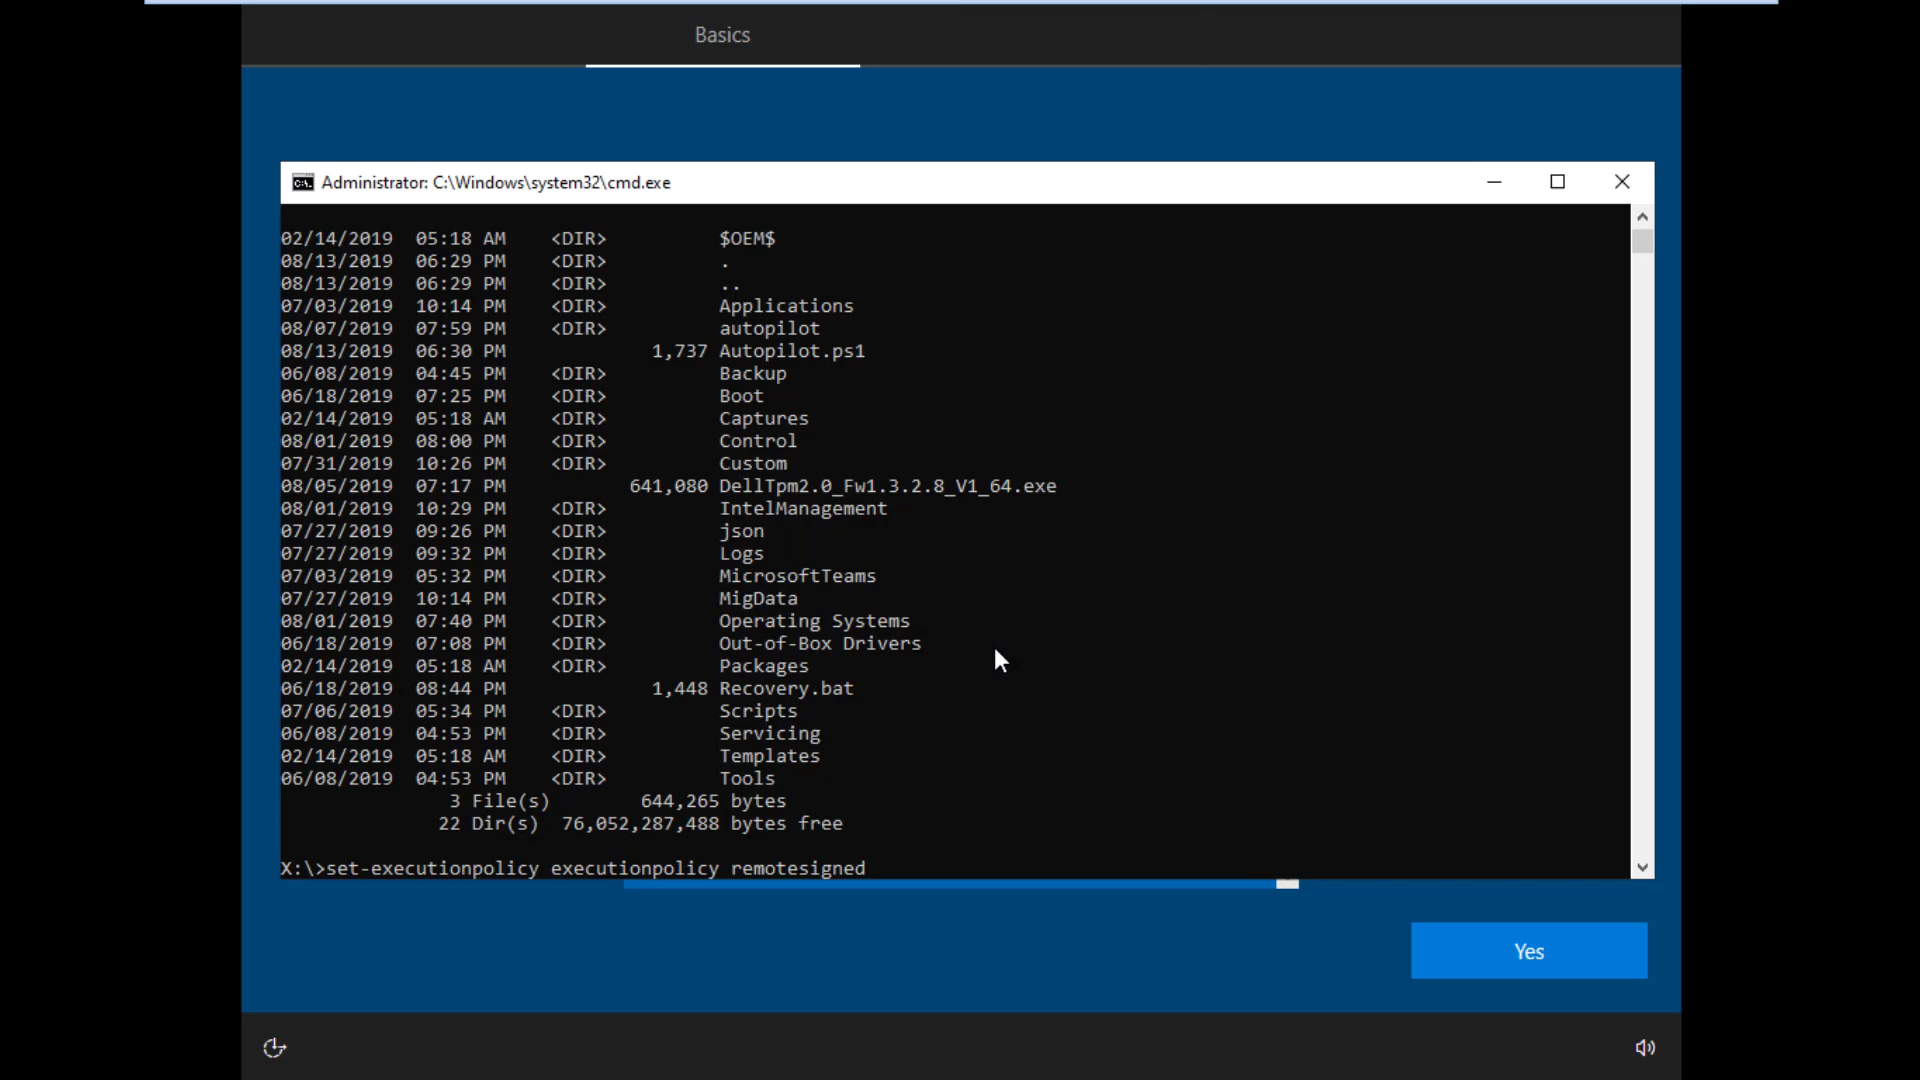 Basics
Administrator: C:\Windows\system32\cmd.exe
02/14/2019  05:18 AM    <DIR>          $OEM$
08/13/2019  06:29 PM    <DIR>          .
08/13/2019  06:29 PM    <DIR>          ..
07/03/2019  10:14 PM    <DIR>          Applications
08/07/2019  07:59 PM    <DIR>          autopilot
08/13/2019  06:30 PM             1,737 Autopilot.ps1
06/08/2019  04:45 PM    <DIR>          Backup
06/18/2019  07:25 PM    <DIR>          Boot
02/14/2019  05:18 AM    <DIR>          Captures
08/01/2019  08:00 PM    <DIR>          Control
07/31/2019  10:26 PM    <DIR>          Custom
08/05/2019  07:17 PM           641,080 DellTpm2.0_Fw1.3.2.8_V1_64.exe
08/01/2019  10:29 PM    <DIR>          IntelManagement
07/27/2019  09:26 PM    <DIR>          json
07/27/2019  09:32 PM    <DIR>          Logs
07/03/2019  05:32 PM    <DIR>          MicrosoftTeams
07/27/2019  10:14 PM    <DIR>          MigData
08/01/2019  07:40 PM    <DIR>          Operating Systems
06/18/2019  07:08 PM    <DIR>          Out-of-Box Drivers
02/14/2019  05:18 AM    <DIR>          Packages
06/18/2019  08:44 PM             1,448 Recovery.bat
07/06/2019  05:34 PM    <DIR>          Scripts
06/08/2019  04:53 PM    <DIR>          Servicing
02/14/2019  05:18 AM    <DIR>          Templates
06/08/2019  04:53 PM    <DIR>          Tools
3 File(s)        644,265 bytes
22 Dir(s)  76,052,287,488 bytes free
X:\>set-executionpolicy executionpolicy remotesigned
Yes